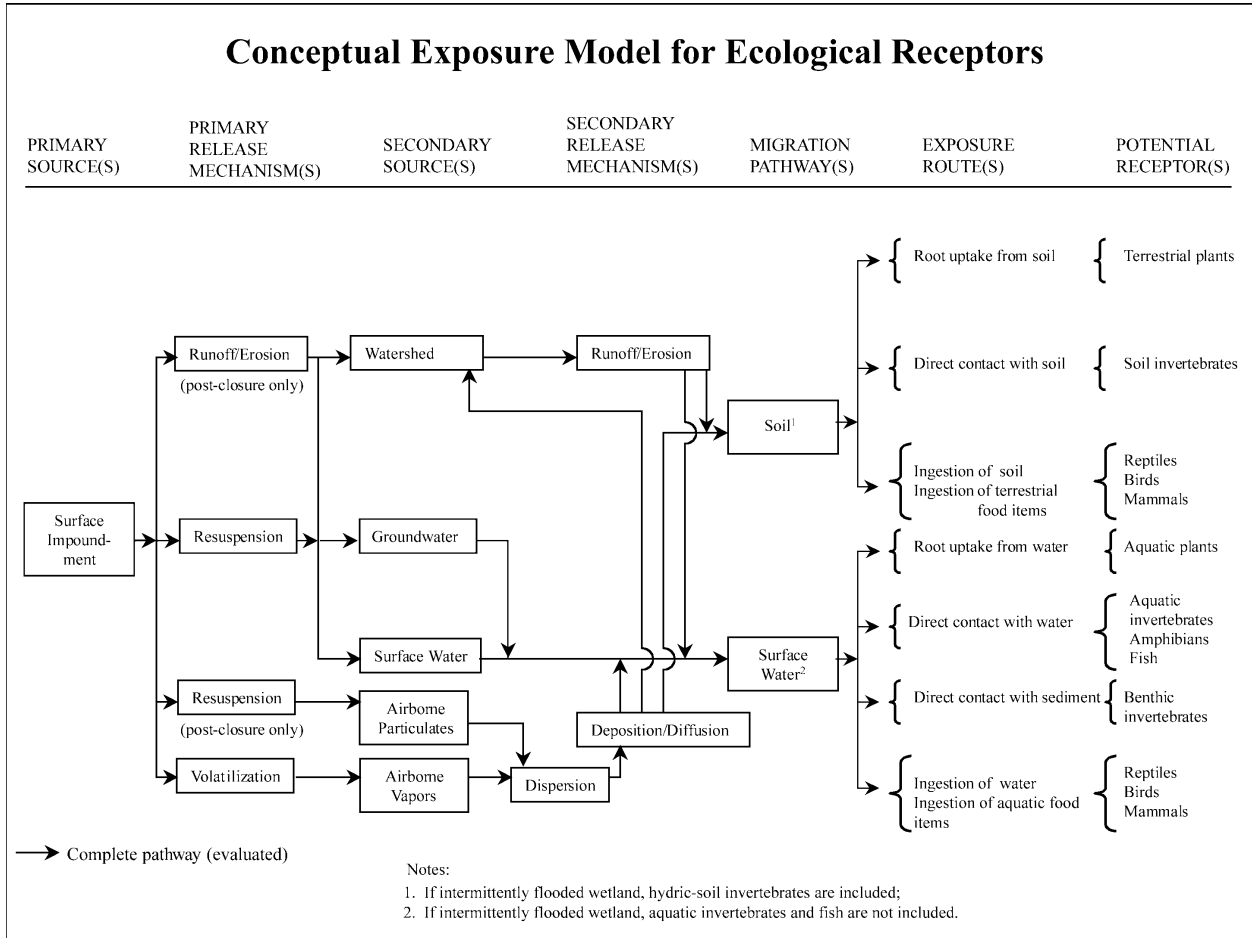 Conceptual Exposure Model for Ecological Receptors
PRIMARY
SOURCE(S)
PRIMARY
RELEASE
MECHANISM(S)
SECONDARY
SOURCE(S)
SECONDARY
RELEASE
MECHANISM(S)
MIGRATION
PATHWAY(S)
EXPOSURE
ROUTE(S)
POTENTIAL
RECEPTOR(S)
Surface
Impound-
ment
Runoff/Erosion
(post-closure only)
Resuspension
Resuspension
(post-closure only)
Volatilization
Watershed
Groundwater
Surface Water
Airborne
Particulates
Airborne
Vapors
Dispersion
Runoff/Erosion
Deposition/Diffusion
Soil1
Surface
Water2
Root uptake from soil
Terrestrial plants
Direct contact with soil
Soil invertebrates
Ingestion of soil
Ingestion of terrestrial
food items
Reptiles
Birds
Mammals
Root uptake from water
Aquatic plants
Direct contact with water
Aquatic
invertebrates
Amphibians
Fish
Direct contact with sediment
Benthic
invertebrates
Ingestion of water
Ingestion of aquatic food
items
Reptiles
Birds
Mammals
Complete pathway (evaluated)
Notes:
1. If intermittently flooded wetland, hydric-soil invertebrates are included;
2. If intermittently flooded wetland, aquatic invertebrates and fish are not included.